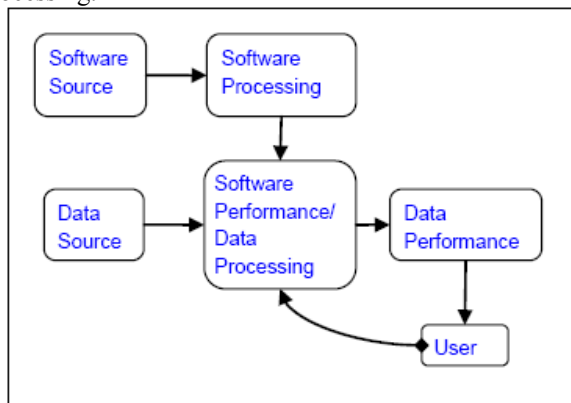 Software
Source
Software
Processing
Data
Source
Software
Performance/
Data
Processing
Data
Performance
User